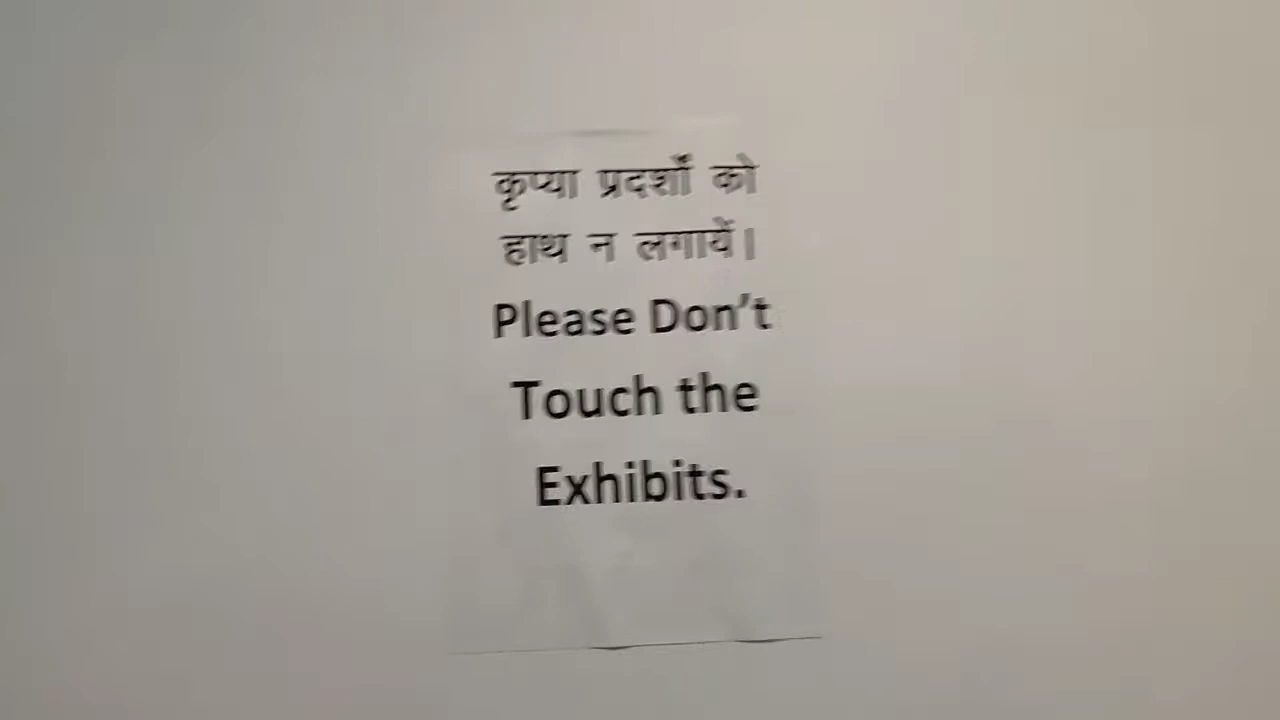 कृप्या प्रदर्शों को
हाथ न लगायें।
Please Don’t
Touch the
Exhibits.